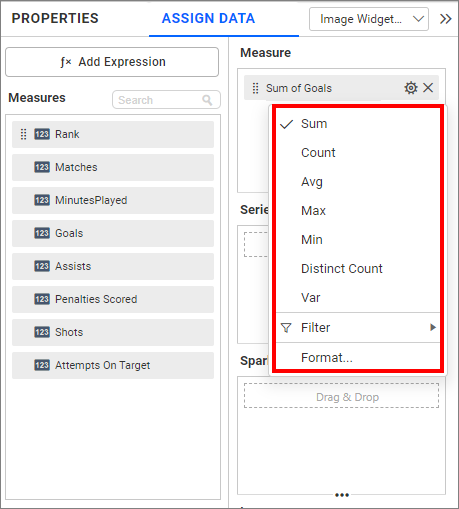 PROPERTIES
ASSIGN DATA
Image Widget...
ƒ× Add Expression
Measures
Search
123 Rank
123 Matches
123 MinutesPlayed
123 Goals
123 Assists
123 Penalties Scored
123 Shots
123 Attempts On Target
Measure
Sum of Goals
Sum
Count
Avg
Max
Min
Distinct Count
Var
Filter
Format...
Serie
Spar
Drag & Drop